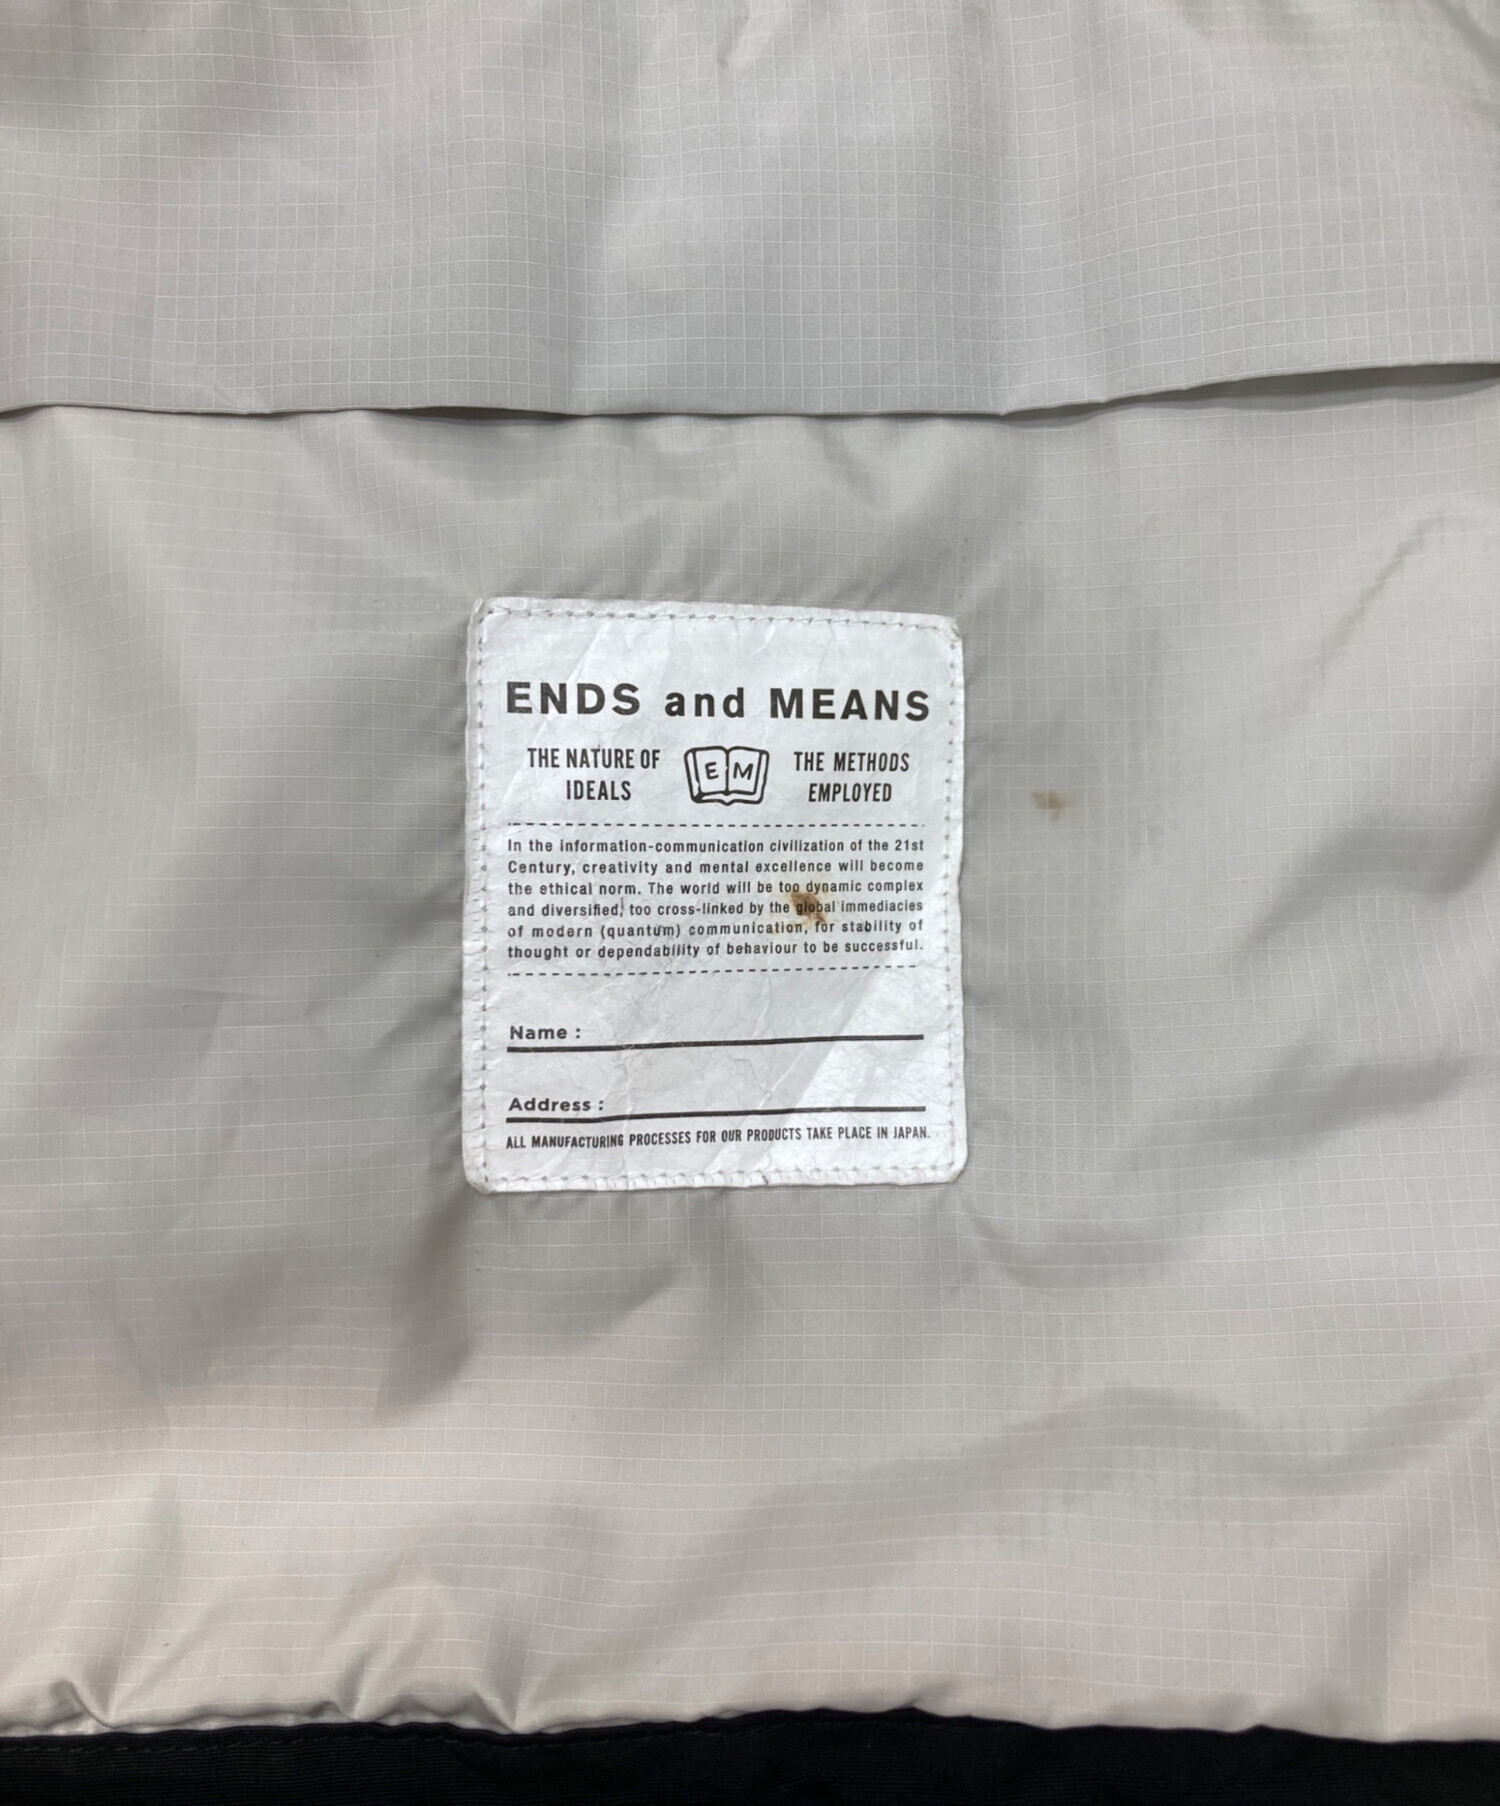 ENDS and MEANS
THE NATURE OF
IDEALS
E M
THE METHODS
EMPLOYED
In the information-communication civilization of the 21st
Century, creativity and mental excellence will become
the ethical norm. The world will be too dynamic complex
and diversified, too cross-linked by the global immediacies
of modern (quantum) communication, for stability of
thought or dependability of behaviour to be successful.
Name :
Address :
ALL MANUFACTURING PROCESSES FOR OUR PRODUCTS TAKE PLACE IN JAPAN.